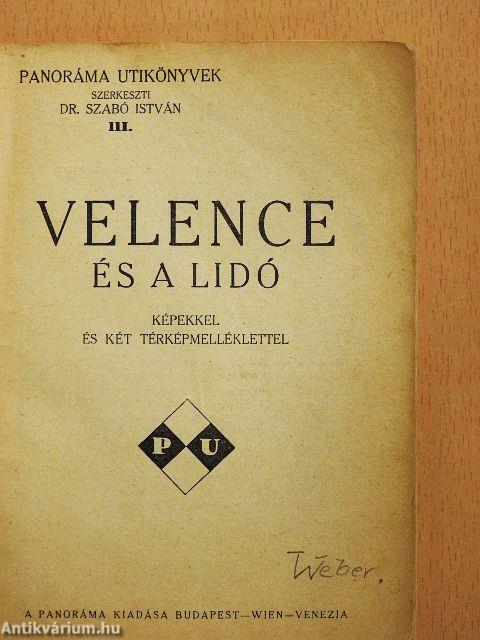 PANORÁMA UTIKÖNYVEK
SZERKESZTI
DR. SZABÓ ISTVÁN
III.
VELENCE
ÉS A LIDÓ
KÉPEKKEL
ÉS KÉT TÉRKÉPMELLÉKLETTEL
P U
Weber.
A PANORÁMA KIADÁSA BUDAPEST—WIEN—VENEZIA
Antikvárium.hu